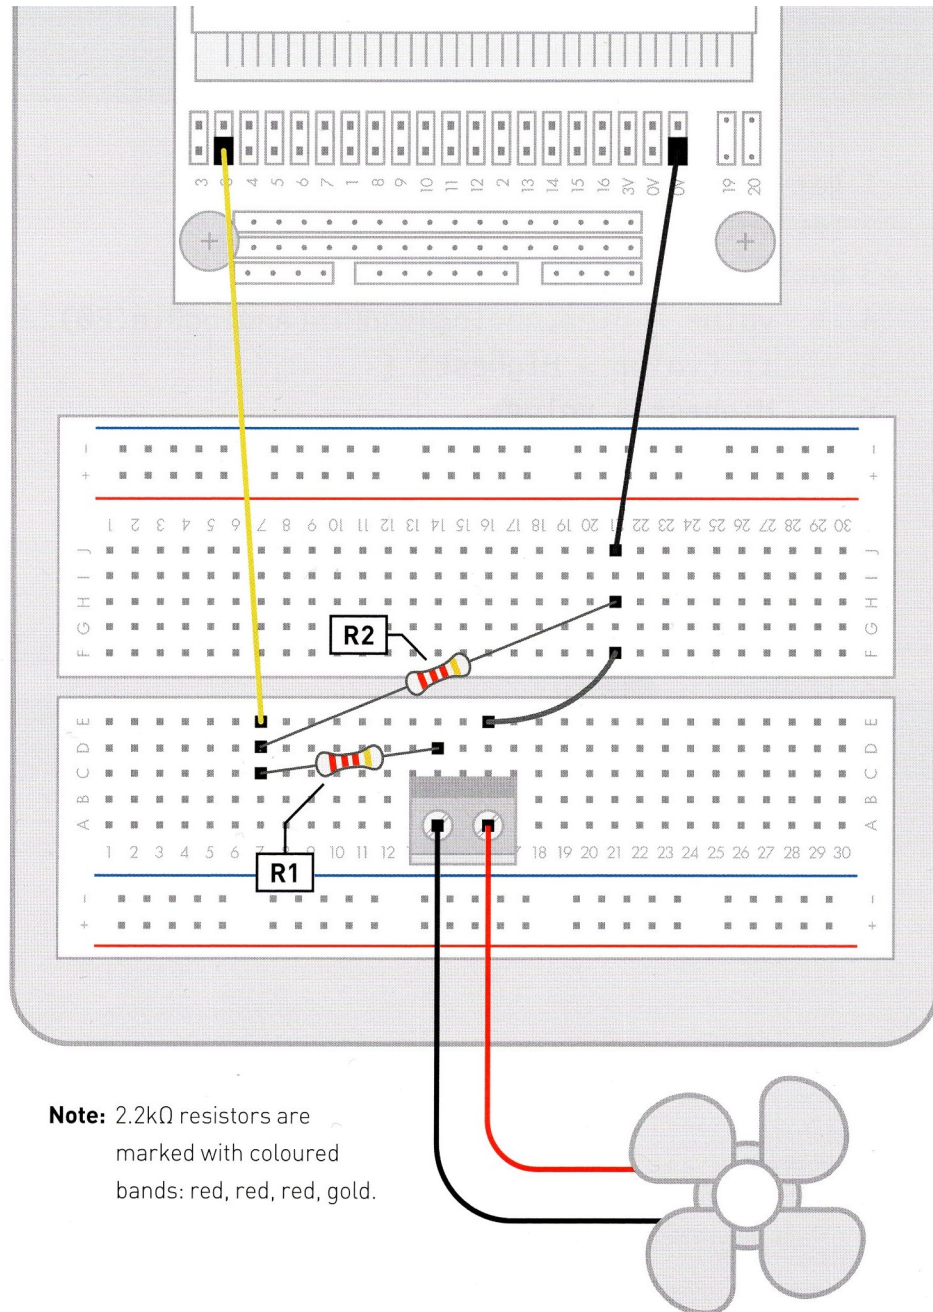 3 3 4 5 6 7 1 8 9 10 11 12 2 13 14 15 16 3V 0V 0V 19 20
- -
+ +
1 2 3 4 5 6 7 8 9 10 11 12 13 14 15 16 17 18 19 20 21 22 23 24 25 26 27 28 29 30
J J
I I
H H
G G
F F
R2
E E
D D
C C
B B
A A
1 2 3 4 5 6 7 8 9 10 11 12 18 19 20 21 22 23 24 25 26 27 28 29 30
R1
- -
+ +
Note: 2.2kΩ resistors are
marked with coloured
bands: red, red, red, gold.